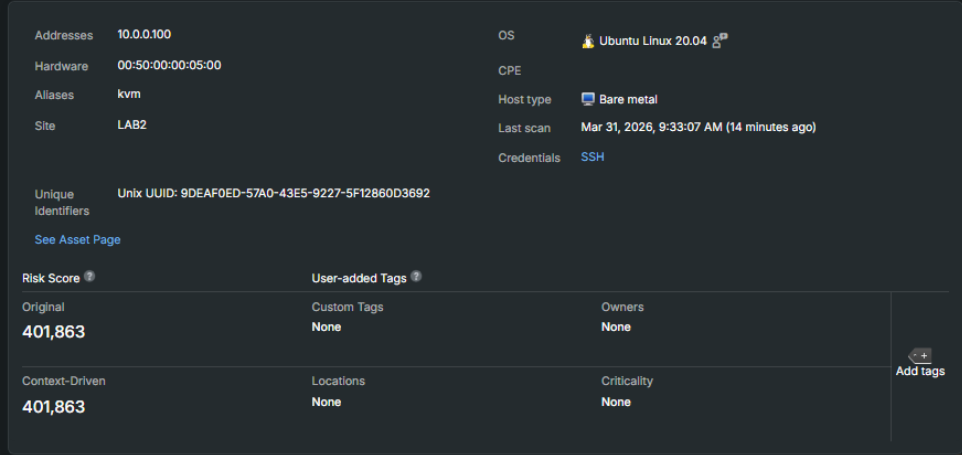 Addresses 10.0.0.100
Hardware 00:50:00:00:05:00
Aliases kvm
Site LAB2
OS Ubuntu Linux 20.04
CPE
Host type Bare metal
Last scan Mar 31, 2026, 9:33:07 AM (14 minutes ago)
Credentials SSH
Unique Identifiers Unix UUID: 9DEAF0ED-57A0-43E5-9227-5F12860D3692
See Asset Page
Risk Score ? User-added Tags ?
Original Custom Tags Owners
401,863 None None
Context-Driven Locations Criticality
401,863 None None
Add tags